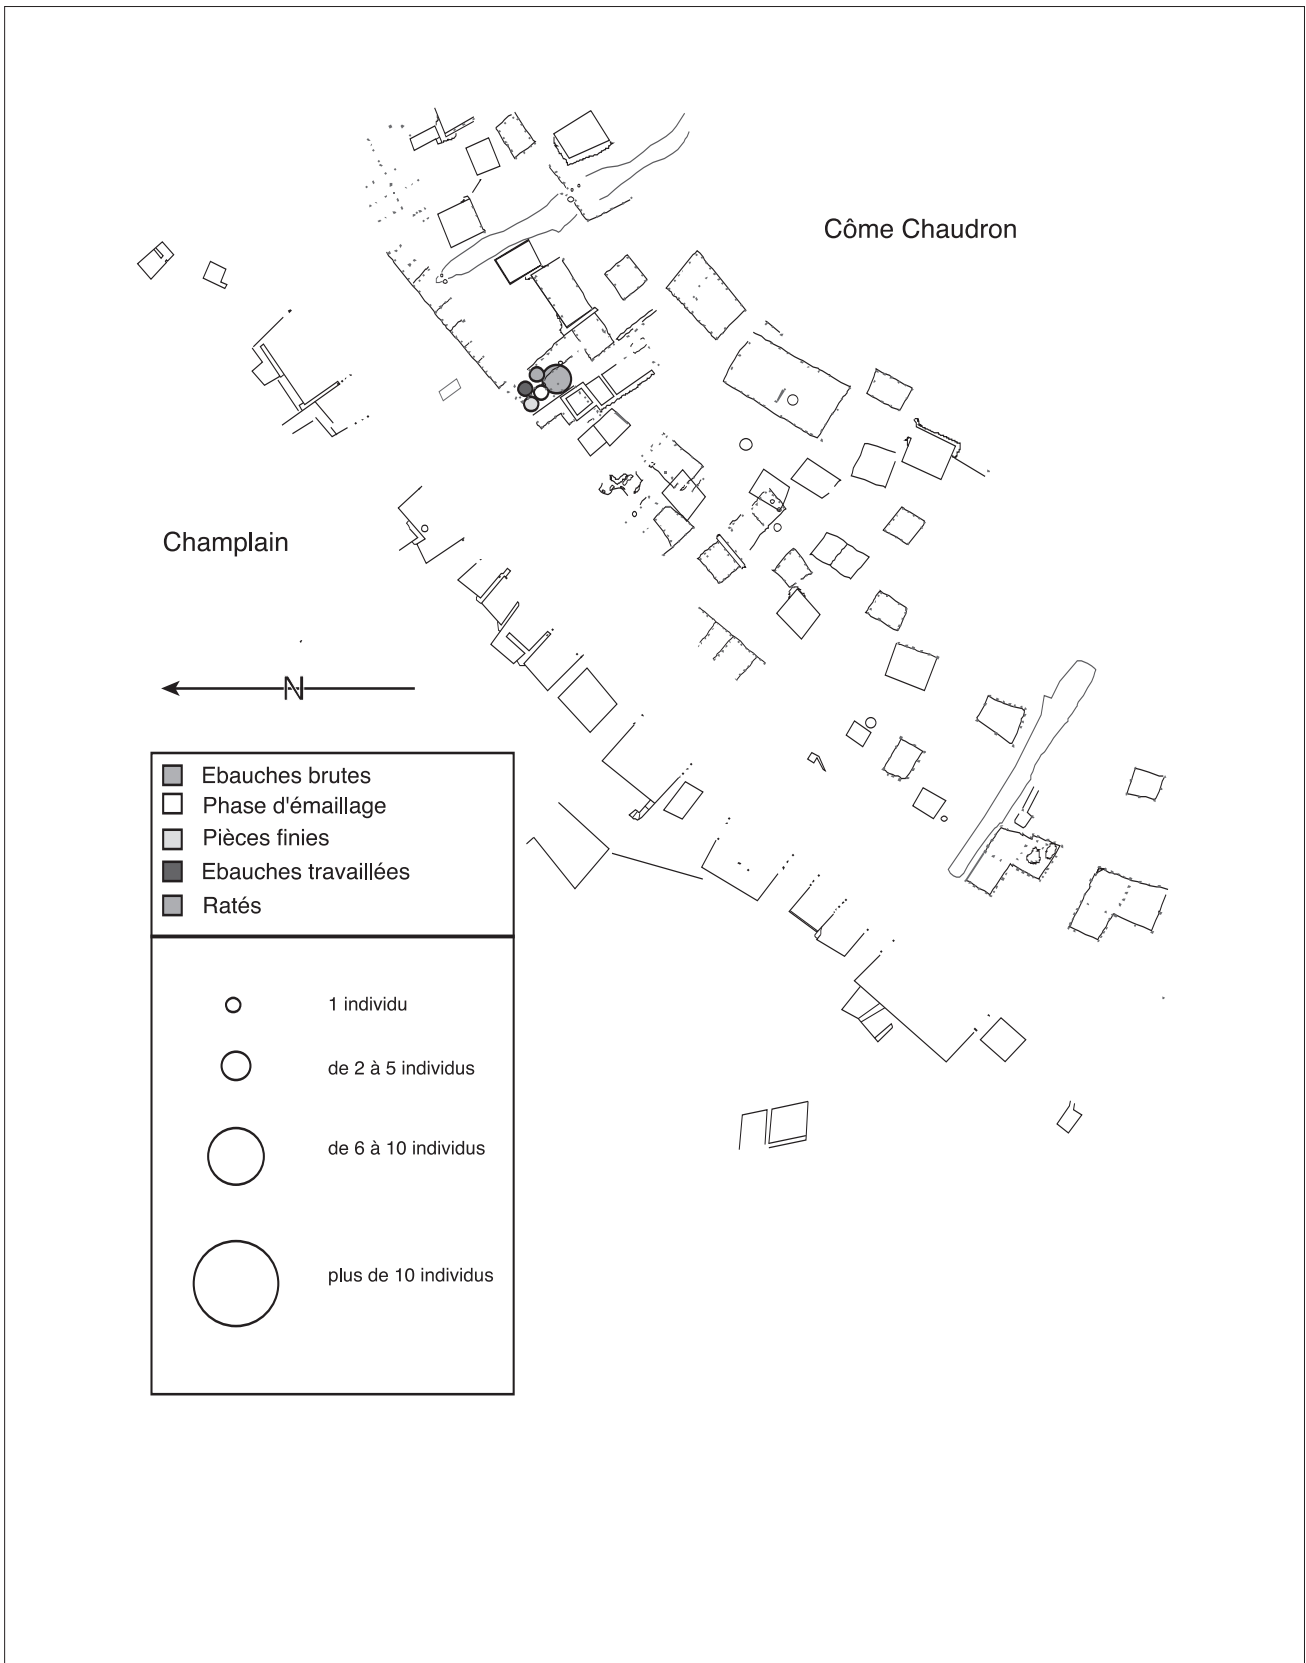 Côme Chaudron
Champlain
N
Ebauches brutes
Phase d'émaillage
Pièces finies
Ebauches travaillées
Ratés
1 individu
de 2 à 5 individus
de 6 à 10 individus
plus de 10 individus